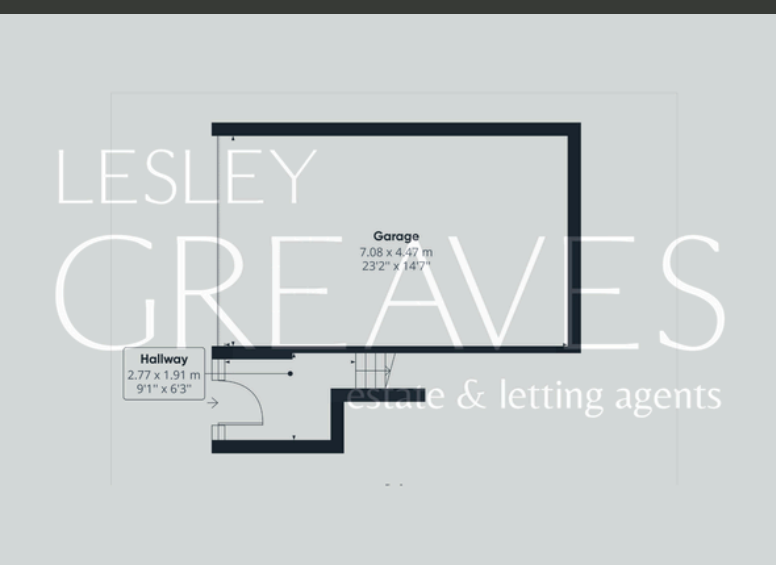 LESLEY
GREAVES
estate & letting agents
Garage
7.08 x 4.47 m
23'2" x 14'7"
Hallway
2.77 x 1.91 m
9'1" x 6'3"